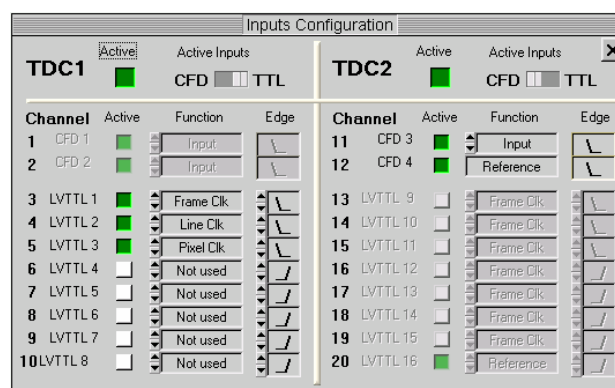 Inputs Configuration
TDC1 Active Active Inputs CFD TTL
Channel Active Function Edge
1 CFD 1 Input
2 CFD 2 Input
3 LVTTL 1 Frame Clk
4 LVTTL 2 Line Clk
5 LVTTL 3 Pixel Clk
6 LVTTL 4 Not used
7 LVTTL 5 Not used
8 LVTTL 6 Not used
9 LVTTL 7 Not used
10 LVTTL 8 Not used
TDC2 Active Active Inputs CFD TTL
Channel Active Function Edge
11 CFD 3 Input
12 CFD 4 Reference
13 LVTTL 9 Frame Clk
14 LVTTL 10 Frame Clk
15 LVTTL 11 Frame Clk
16 LVTTL 12 Frame Clk
17 LVTTL 13 Frame Clk
18 LVTTL 14 Frame Clk
19 LVTTL 15 Frame Clk
20 LVTTL 16 Reference